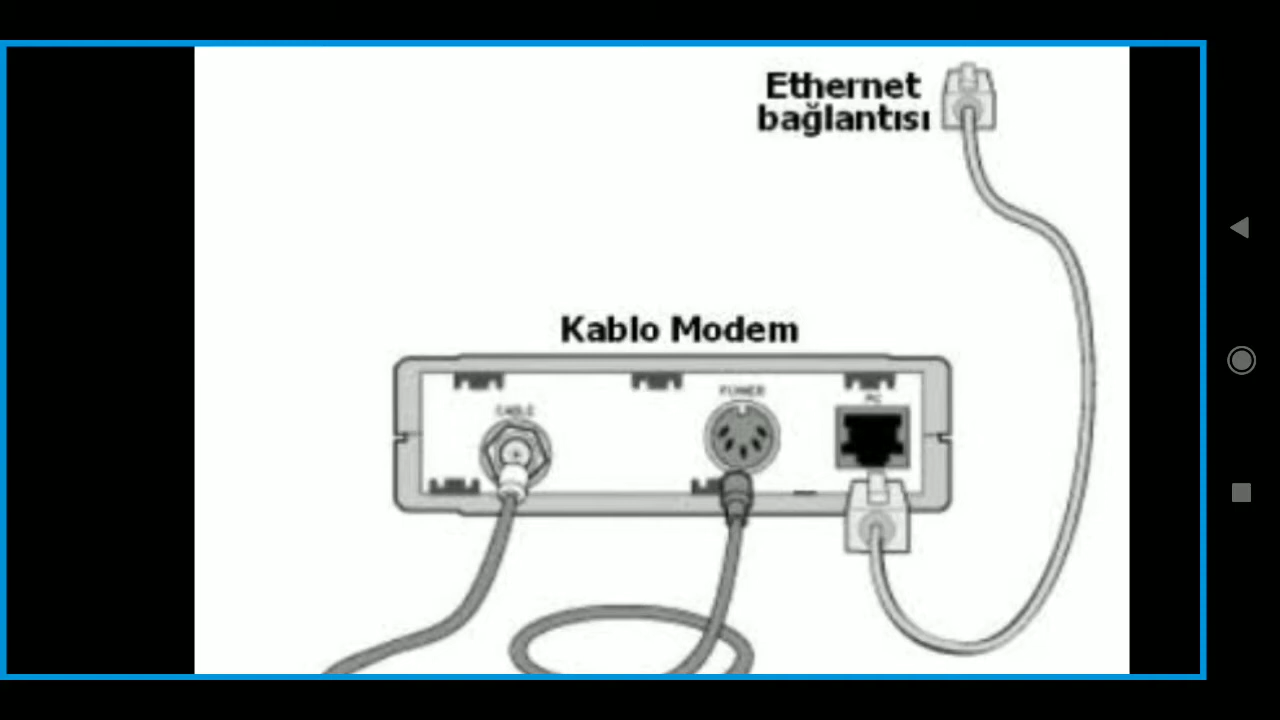 Ethernet
bağlantısı
Kablo Modem
CABLE
POWER
PC